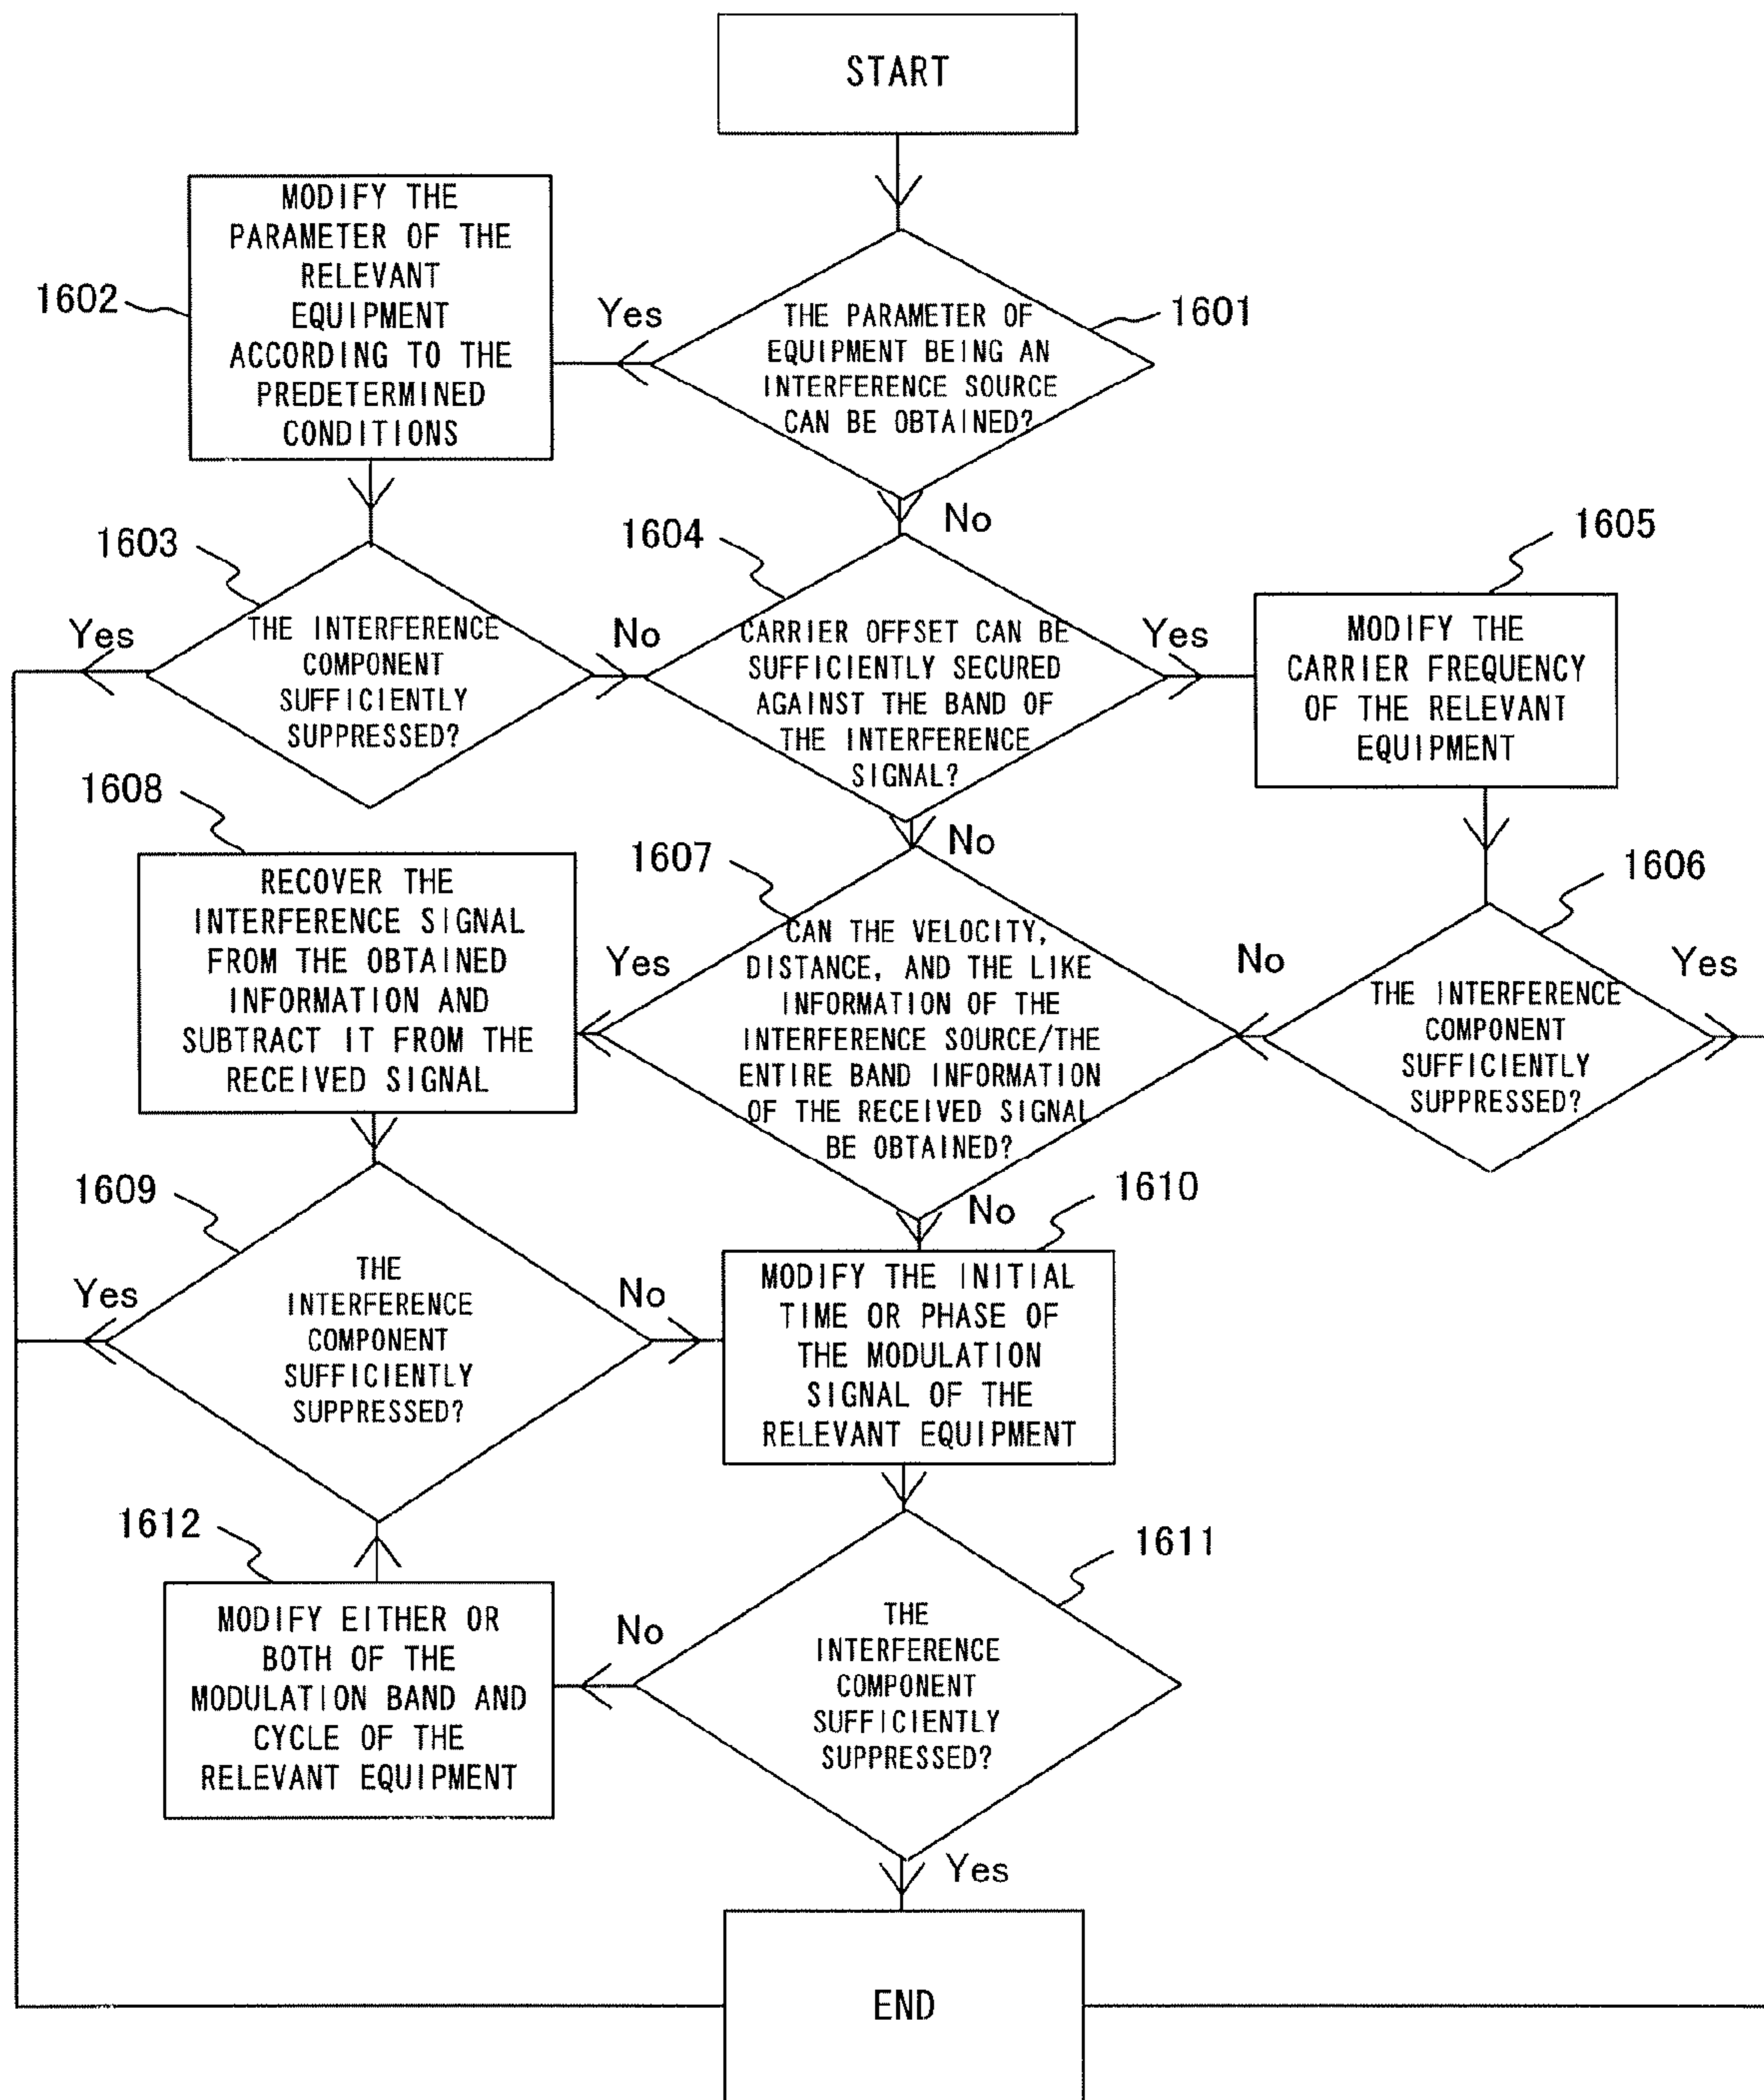 START
MODIFY THE
PARAMETER OF THE
RELEVANT
EQUIPMENT
ACCORDING TO THE
PREDETERMINED
CONDITIONS
1602
Yes
THE PARAMETER OF
EQUIPMENT BEING AN
INTERFERENCE SOURCE
CAN BE OBTAINED?
1601
No
1603
Yes
THE INTERFERENCE
COMPONENT
SUFFICIENTLY
SUPPRESSED?
No
1604
CARRIER OFFSET CAN BE
SUFFICIENTLY SECURED
AGAINST THE BAND OF
THE INTERFERENCE
SIGNAL?
Yes
1605
MODIFY THE
CARRIER FREQUENCY
OF THE RELEVANT
EQUIPMENT
No
1608
RECOVER THE
INTERFERENCE SIGNAL
FROM THE OBTAINED
INFORMATION AND
SUBTRACT IT FROM THE
RECEIVED SIGNAL
Yes
1607
CAN THE VELOCITY,
DISTANCE, AND THE LIKE
INFORMATION OF THE
INTERFERENCE SOURCE/THE
ENTIRE BAND INFORMATION
OF THE RECEIVED SIGNAL
BE OBTAINED?
No
1606
THE INTERFERENCE
COMPONENT
SUFFICIENTLY
SUPPRESSED?
Yes
No
1609
Yes
THE
INTERFERENCE
COMPONENT
SUFFICIENTLY
SUPPRESSED?
No
1610
MODIFY THE INITIAL
TIME OR PHASE OF
THE MODULATION
SIGNAL OF THE
RELEVANT EQUIPMENT
1612
MODIFY EITHER OR
BOTH OF THE
MODULATION BAND AND
CYCLE OF THE
RELEVANT EQUIPMENT
No
1611
THE
INTERFERENCE
COMPONENT
SUFFICIENTLY
SUPPRESSED?
Yes
END